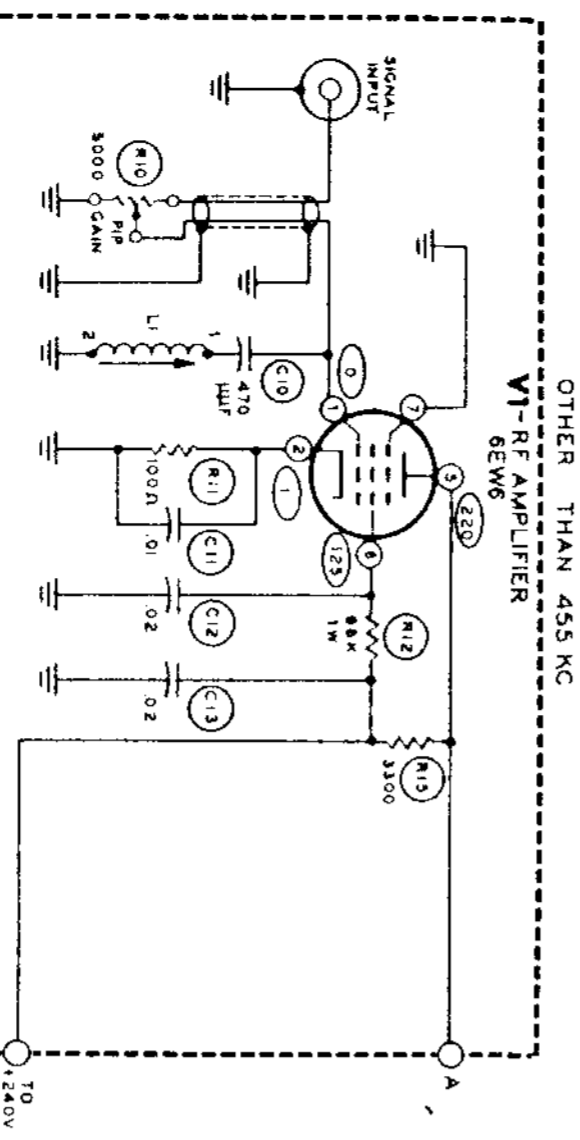 OTHER THAN 455 KC
V1-RF AMPLIFIER
6EW6
SIGNAL
INPUT
R10
5000
PIP
GAIN
L1
1
2
C10
470
μμF
0
1
7
5
220
2
1
6
125
R11
100Ω
C11
.01
C12
.02
C13
.02
R12
1W
R15
3300
A
TO
+240V